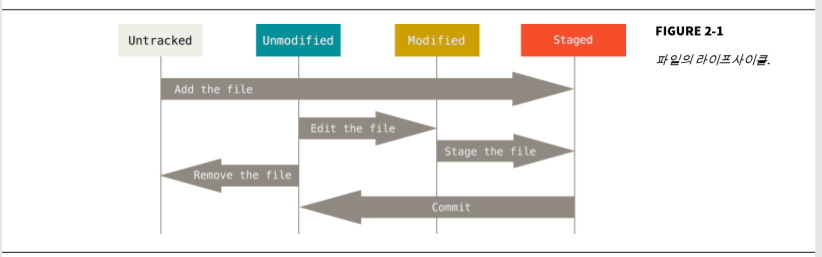 Untracked
Unmodified
Modified
Staged
FIGURE 2-1
파일의 라이프사이클.
Add the file
Edit the file
Stage the file
Remove the file
Commit